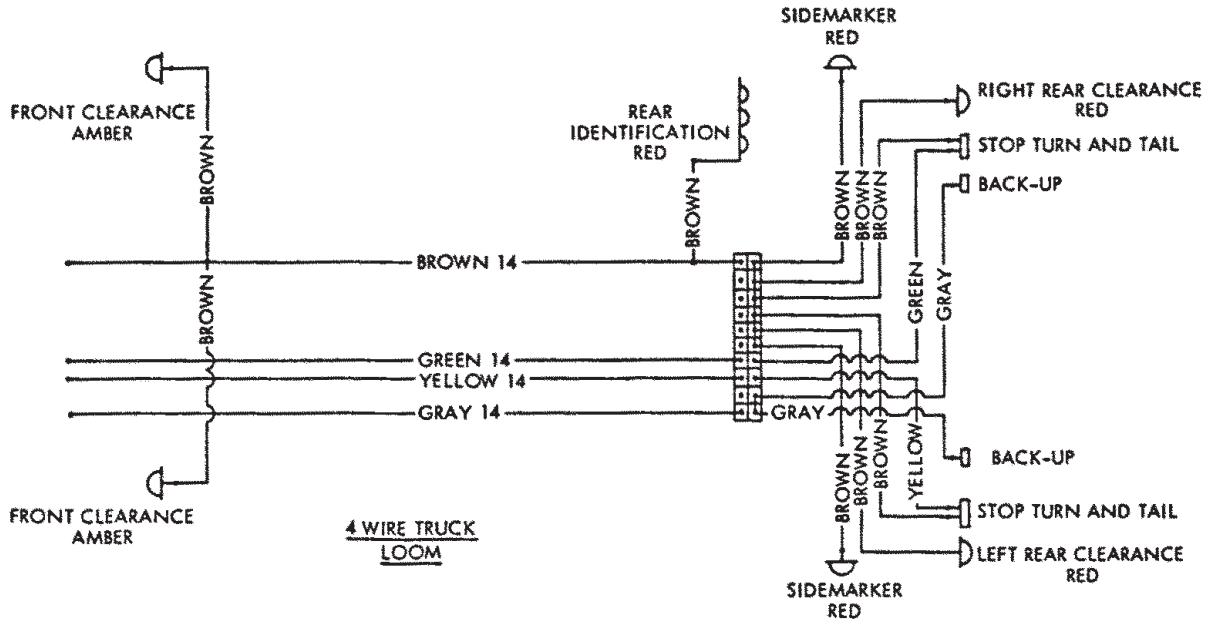 SIDEMARKER
RED
FRONT CLEARANCE
AMBER
REAR
IDENTIFICATION
RED
RIGHT REAR CLEARANCE
RED
STOP TURN AND TAIL
BACK-UP
BROWN
BROWN
BROWN
BROWN
BROWN
BROWN 14
BROWN
GREEN
GRAY
GREEN 14
YELLOW 14
GRAY 14
GRAY
BROWN
BROWN
BROWN
YELLOW
BACK-UP
STOP TURN AND TAIL
LEFT REAR CLEARANCE
RED
FRONT CLEARANCE
AMBER
4 WIRE TRUCK
LOOM
SIDEMARKER
RED